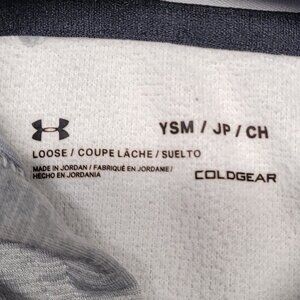 YSM / JP / CH
LOOSE / COUPE LÂCHE / SUELTO
MADE IN JORDAN / FABRIQUÉ EN JORDANIE/
HECHO EN JORDANIA
COLDGEAR